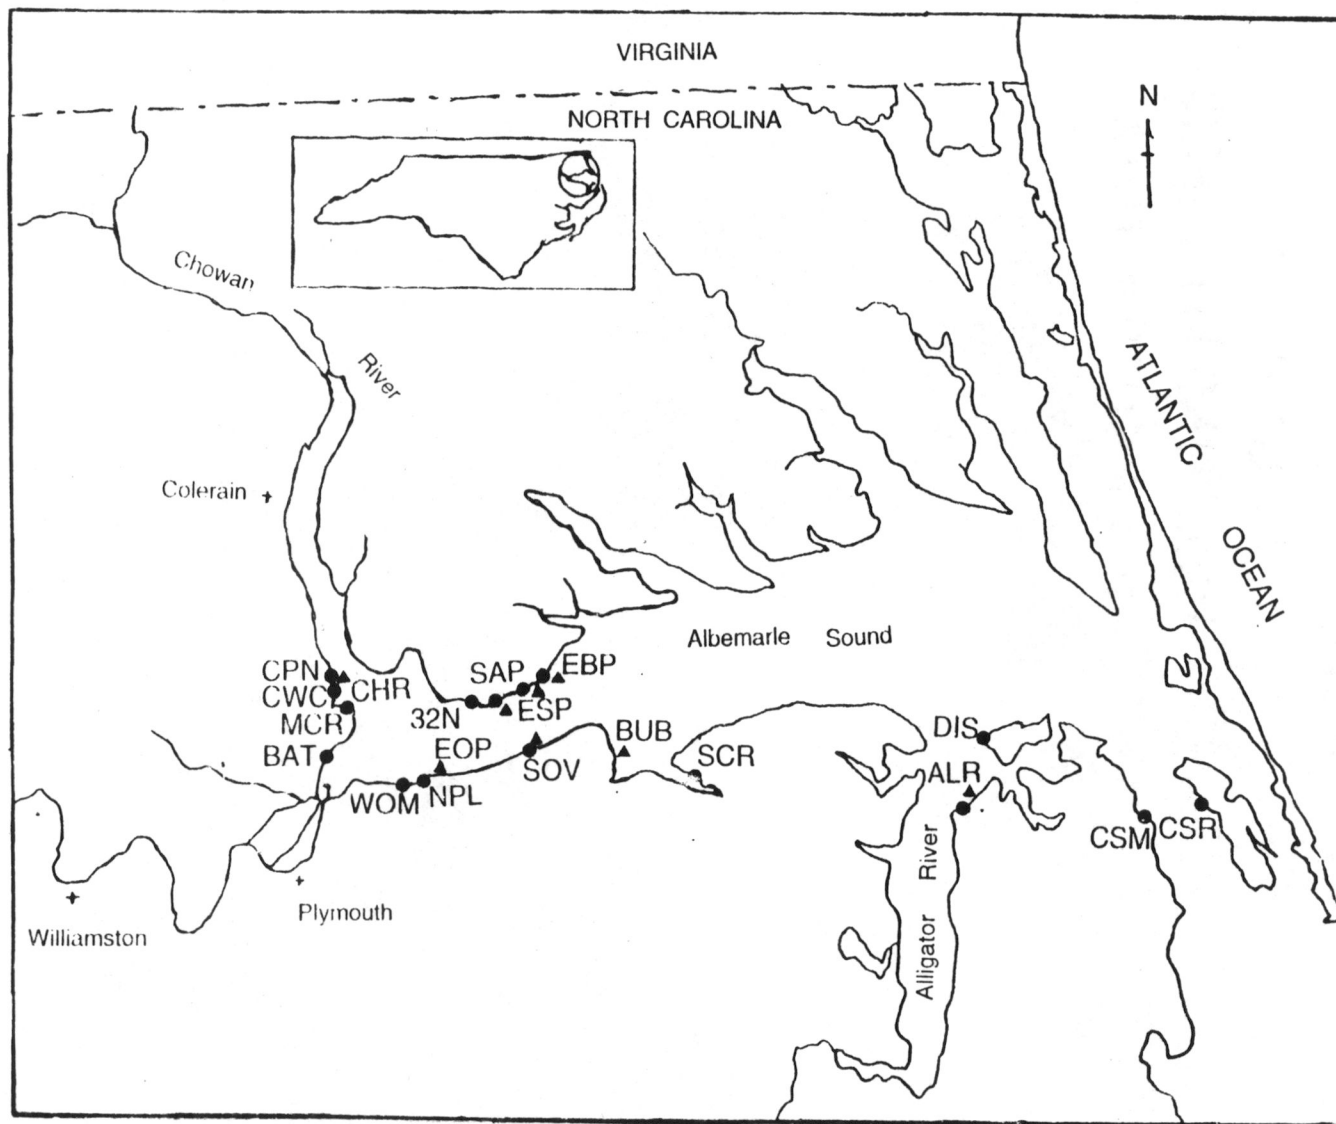 VIRGINIA
NORTH CAROLINA
N
Chowan
River
ATLANTIC
OCEAN
Colerain
Albemarle Sound
CPN
CWC
CHR
MCR
BAT
SAP
EBP
32N
ESP
EOP
SOV
BUB
SCR
DIS
ALR
WOM
NPL
CSM
CSR
Alligator River
Plymouth
Williamston